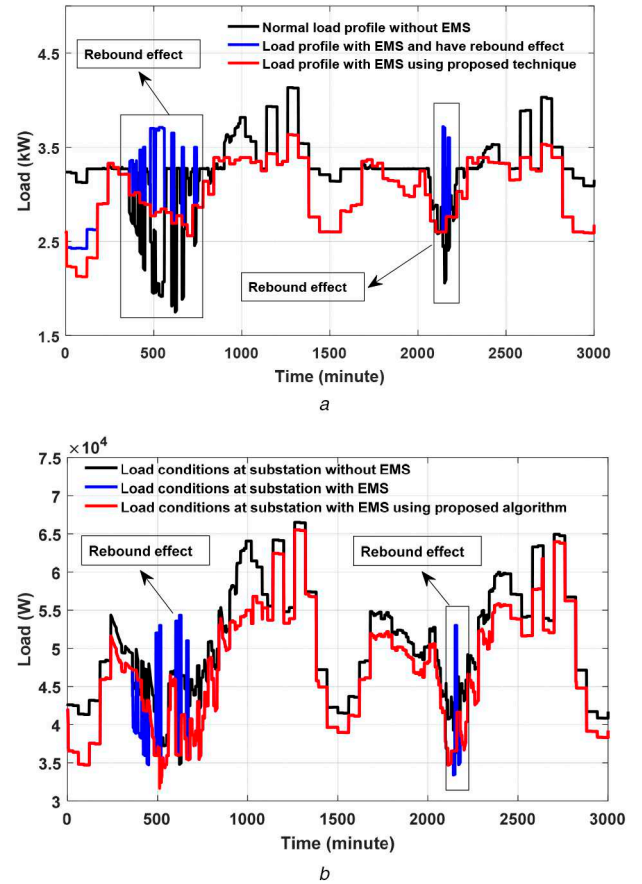 Normal load profile without EMS
Load profile with EMS and have rebound effect
Load profile with EMS using proposed technique
Rebound effect
Rebound effect
Load (kW)
4.5
3.5
2.5
1.5
0
500
1000
1500
2000
2500
3000
Time (minute)
a
×10⁴
Load conditions at substation without EMS
Load conditions at substation with EMS
Load conditions at substation with EMS using proposed algorithm
Rebound effect
Rebound effect
Load (W)
7.5
7
6.5
6
5.5
5
4.5
4
3.5
3
0
500
1000
1500
2000
2500
3000
Time (minute)
b